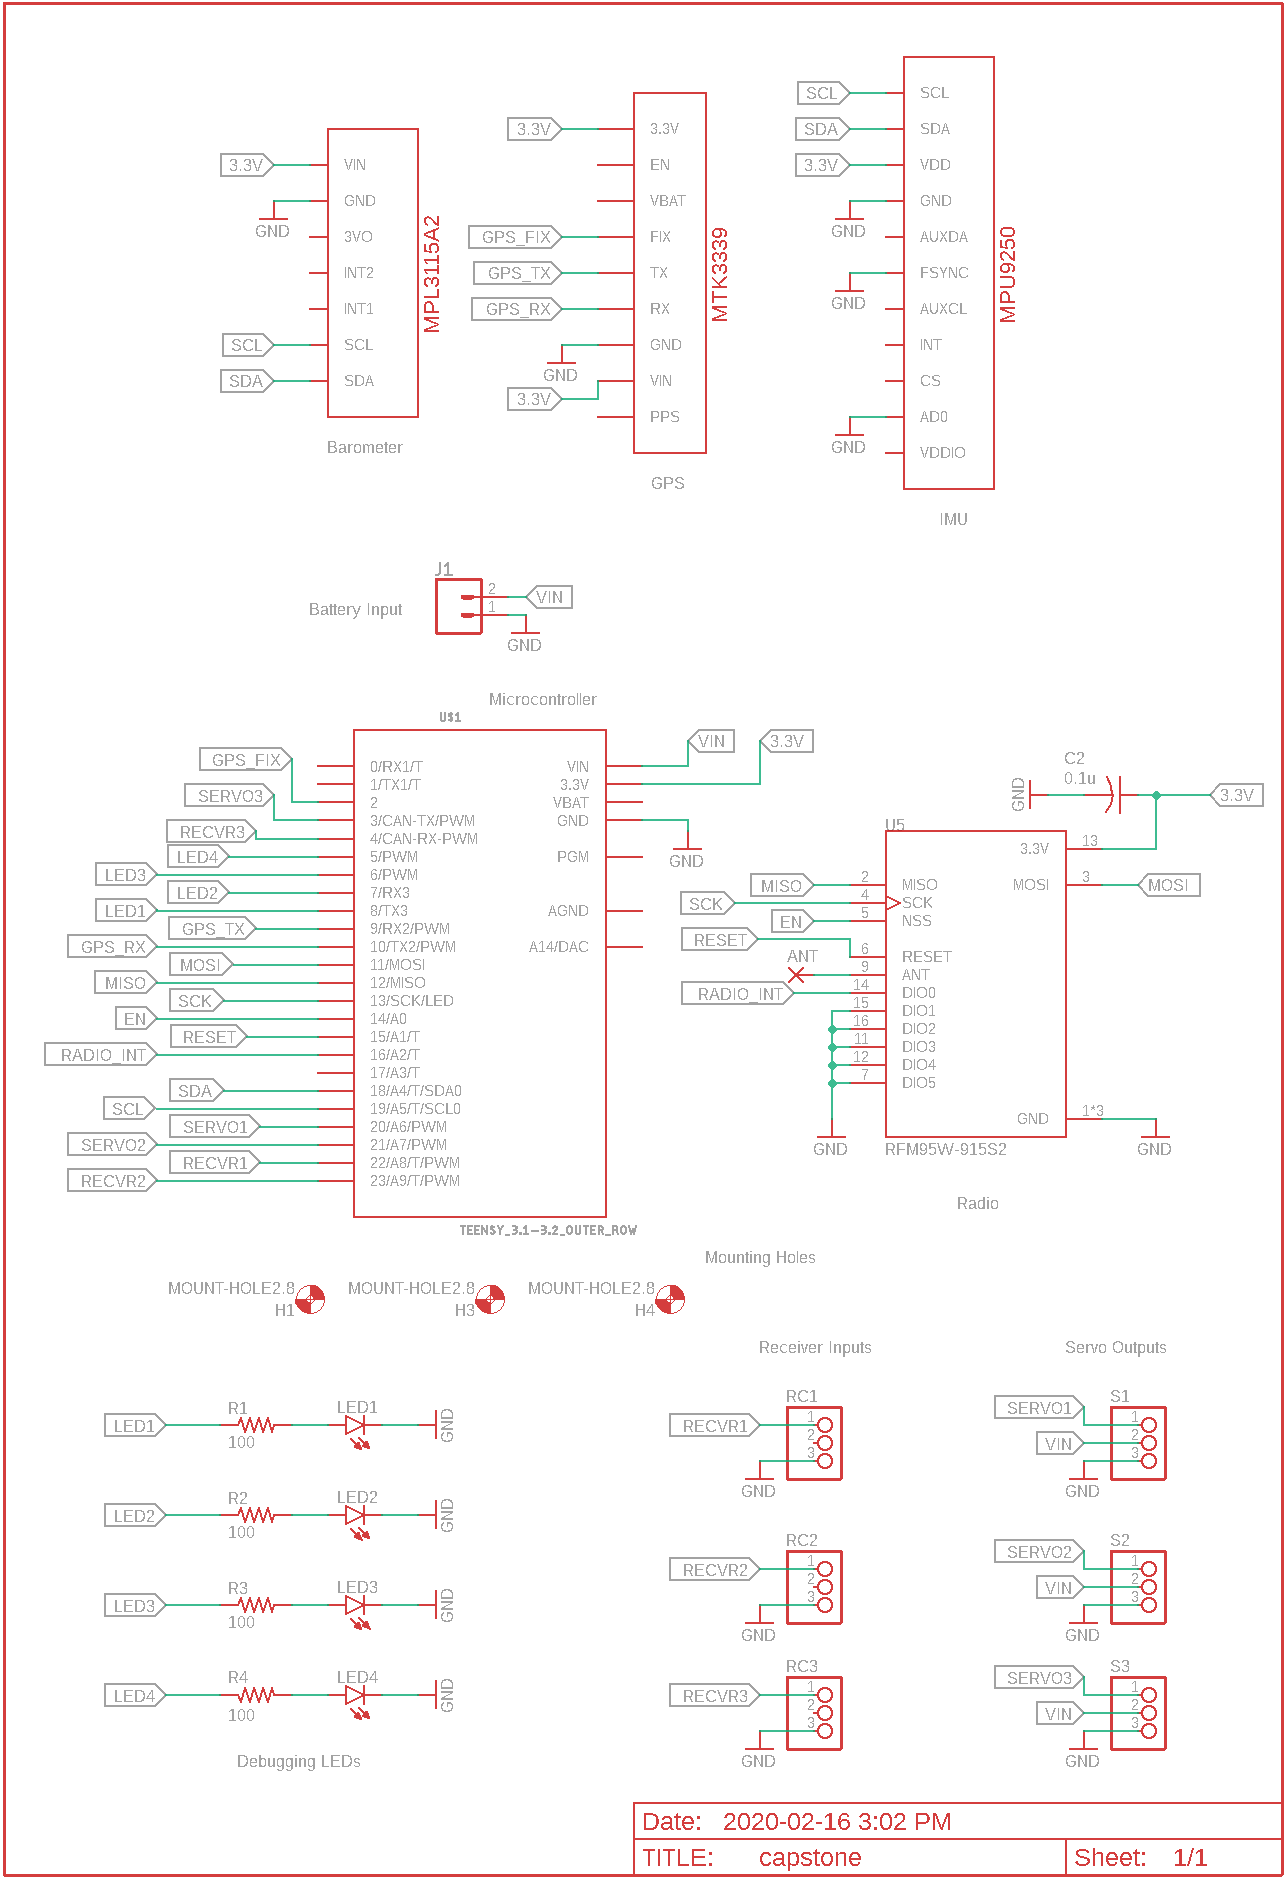 3.3V
GND
SCL
SDA
VIN
GND
3VO
INT2
INT1
SCL
SDA
MPL3115A2
Barometer
3.3V
GPS_FIX
GPS_TX
GPS_RX
GND
3.3V
3.3V
EN
VBAT
FIX
TX
RX
GND
VIN
PPS
MTK3339
GPS
SCL
SDA
3.3V
GND
GND
GND
SCL
SDA
VDD
GND
AUXDA
FSYNC
AUXCL
INT
CS
AD0
VDDIO
MPU9250
IMU
Battery Input
J1
2
1
VIN
GND
Microcontroller
U$1
GPS_FIX
SERVO3
RECVR3
LED4
LED3
LED2
LED1
GPS_TX
GPS_RX
MOSI
MISO
SCK
EN
RESET
RADIO_INT
SDA
SCL
SERVO1
SERVO2
RECVR1
RECVR2
0/RX1/T
1/TX1/T
2
3/CAN-TX/PWM
4/CAN-RX-PWM
5/PWM
6/PWM
7/RX3
8/TX3
9/RX2/PWM
10/TX2/PWM
11/MOSI
12/MISO
13/SCK/LED
14/A0
15/A1/T
16/A2/T
17/A3/T
18/A4/T/SDA0
19/A5/T/SCL0
20/A6/PWM
21/A7/PWM
22/A8/T/PWM
23/A9/T/PWM
VIN
3.3V
VBAT
GND
PGM
AGND
A14/DAC
VIN
3.3V
GND
TEENSY_3.1-3.2_OUTER_ROW
C2
0.1u
GND
3.3V
U5
MISO
SCK
EN
RESET
ANT
RADIO_INT
GND
2
4
5
6
9
14
15
16
11
12
7
MISO
SCK
NSS
RESET
ANT
DIO0
DIO1
DIO2
DIO3
DIO4
DIO5
3.3V
MOSI
GND
13
3
1*3
MOSI
GND
RFM95W-915S2
Radio
Mounting Holes
MOUNT-HOLE2.8
H1
MOUNT-HOLE2.8
H3
MOUNT-HOLE2.8
H4
LED1
R1
100
LED1
GND
LED2
R2
100
LED2
GND
LED3
R3
100
LED3
GND
LED4
R4
100
LED4
GND
Debugging LEDs
Receiver Inputs
RC1
RECVR1
1
2
3
GND
RC2
RECVR2
1
2
3
GND
RC3
RECVR3
1
2
3
GND
Servo Outputs
S1
SERVO1
VIN
1
2
3
GND
S2
SERVO2
VIN
1
2
3
GND
S3
SERVO3
VIN
1
2
3
GND
Date: 2020-02-16 3:02 PM
TITLE: capstone
Sheet: 1/1